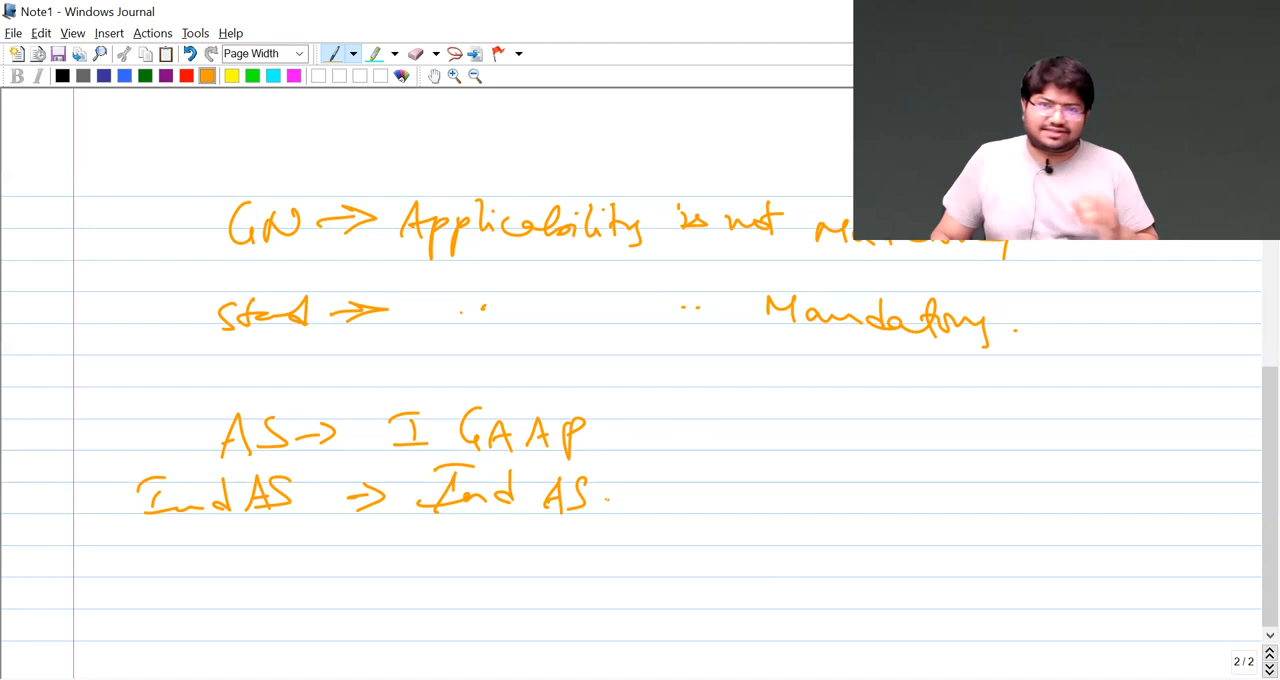 Note1 - Windows Journal
File Edit View Insert Actions Tools Help
Page Width
B I
GN → Applicability is not
Stand → " " Mandatory.
AS → I GAAP
Ind AS → Ind AS.
2 / 2